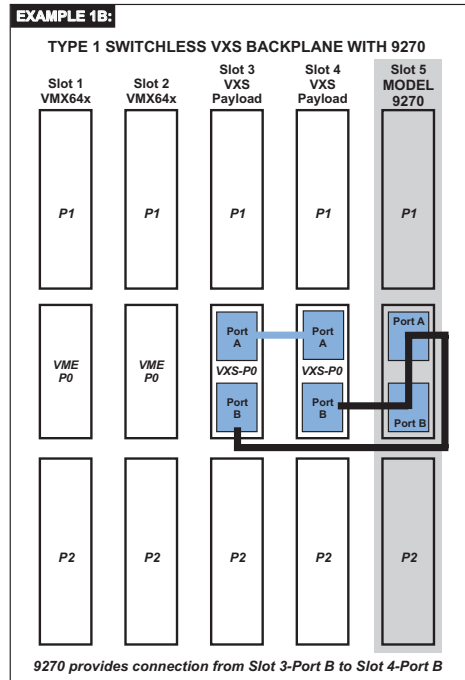 EXAMPLE 1B:
TYPE 1 SWITCHLESS VXS BACKPLANE WITH 9270
Slot 1
VMX64x
Slot 2
VMX64x
Slot 3
VXS
Payload
Slot 4
VXS
Payload
Slot 5
MODEL
9270
P1
P1
P1
P1
P1
VME
P0
VME
P0
Port
A
VXS-P0
Port
B
Port
A
VXS-P0
Port
B
Port A
Port B
P2
P2
P2
P2
P2
9270 provides connection from Slot 3-Port B to Slot 4-Port B